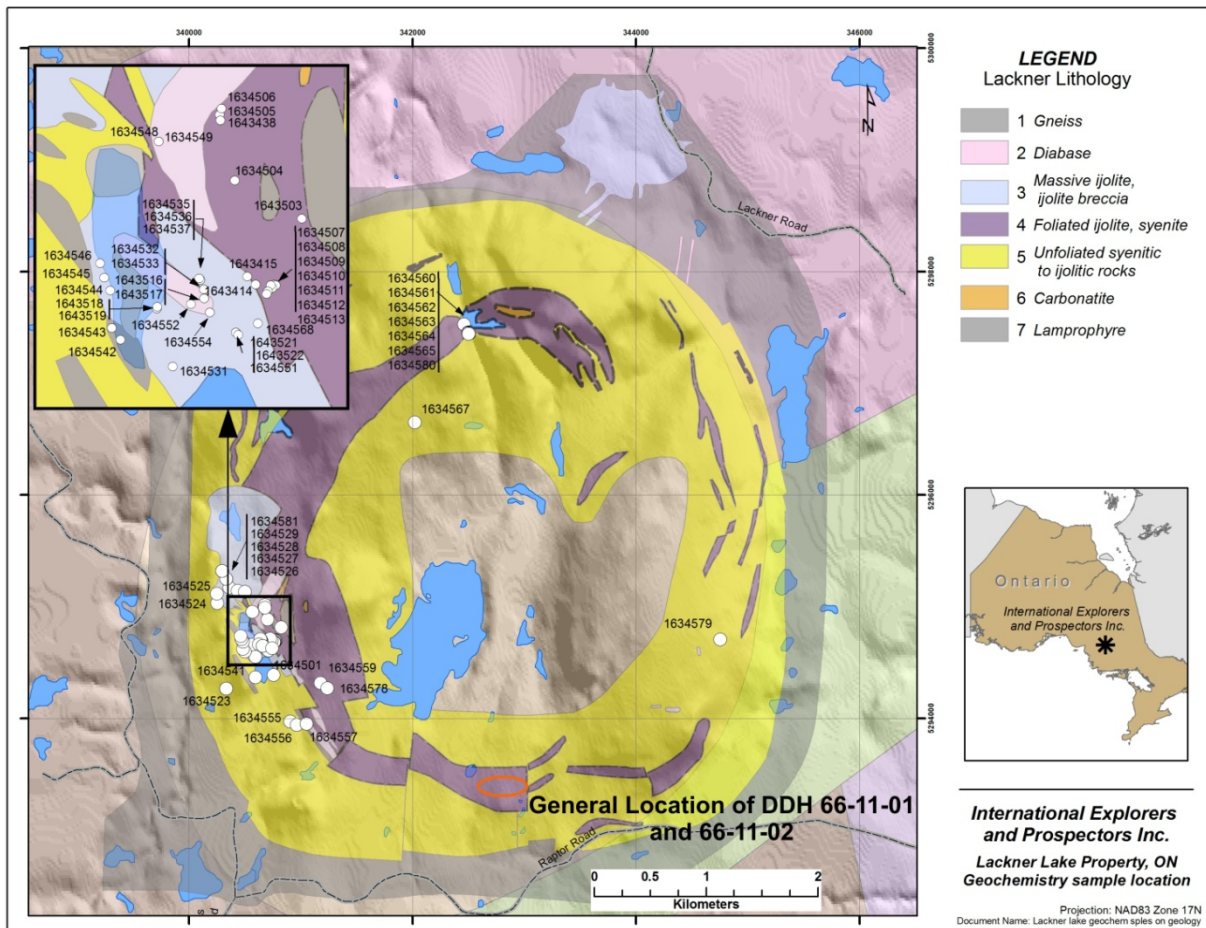 340000
342000
344000
346000
5300000
5298000
5296000
5294000
N
1634506
1634505
1643438
1634548
1634549
1634504
1634535
1634536
1634537
1643503
1634507
1634508
1634509
1634510
1634511
1634512
1634513
1634546
1634532
1634533
1643415
1634545
1643516
1634544
1643517
1643414
1643518
1643519
1634552
1634543
1634568
1634554
1643521
1634542
1643522
1634551
1634531
1634560
1634561
1634562
1634563
1634564
1634565
1634580
1634567
1634581
1634529
1634528
1634527
1634526
1634525
1634524
1634541
1634501
1634559
1634523
1634578
1634579
1634555
1634556
1634557
Lackner Road
Raptor Road
General Location of DDH 66-11-01
and 66-11-02
0 0.5 1 2
Kilometers
LEGEND
Lackner Lithology
1 Gneiss
2 Diabase
3 Massive ijolite,
ijolite breccia
4 Foliated ijolite, syenite
5 Unfoliated syenitic
to ijolitic rocks
6 Carbonatite
7 Lamprophyre
Ontario
International Explorers
and Prospectors Inc.
International Explorers
and Prospectors Inc.
Lackner Lake Property, ON
Geochemistry sample location
Projection: NAD83 Zone 17N
Document Name: Lackner lake geochem sples on geology